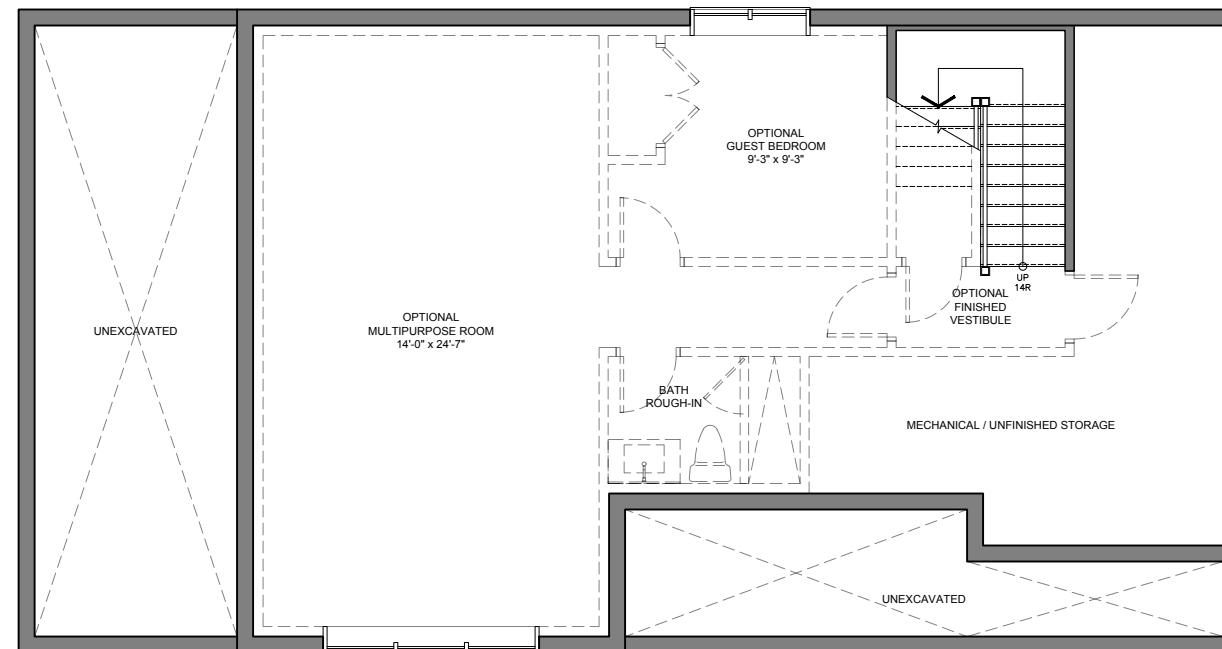 OPTIONAL
GUEST BEDROOM
9'-3" x 9'-3"
UP
14R
OPTIONAL
FINISHED
VESTIBULE
UNEXCAVATED
OPTIONAL
MULTIPURPOSE ROOM
14'-0" x 24'-7"
BATH
ROUGH-IN
MECHANICAL / UNFINISHED STORAGE
UNEXCAVATED